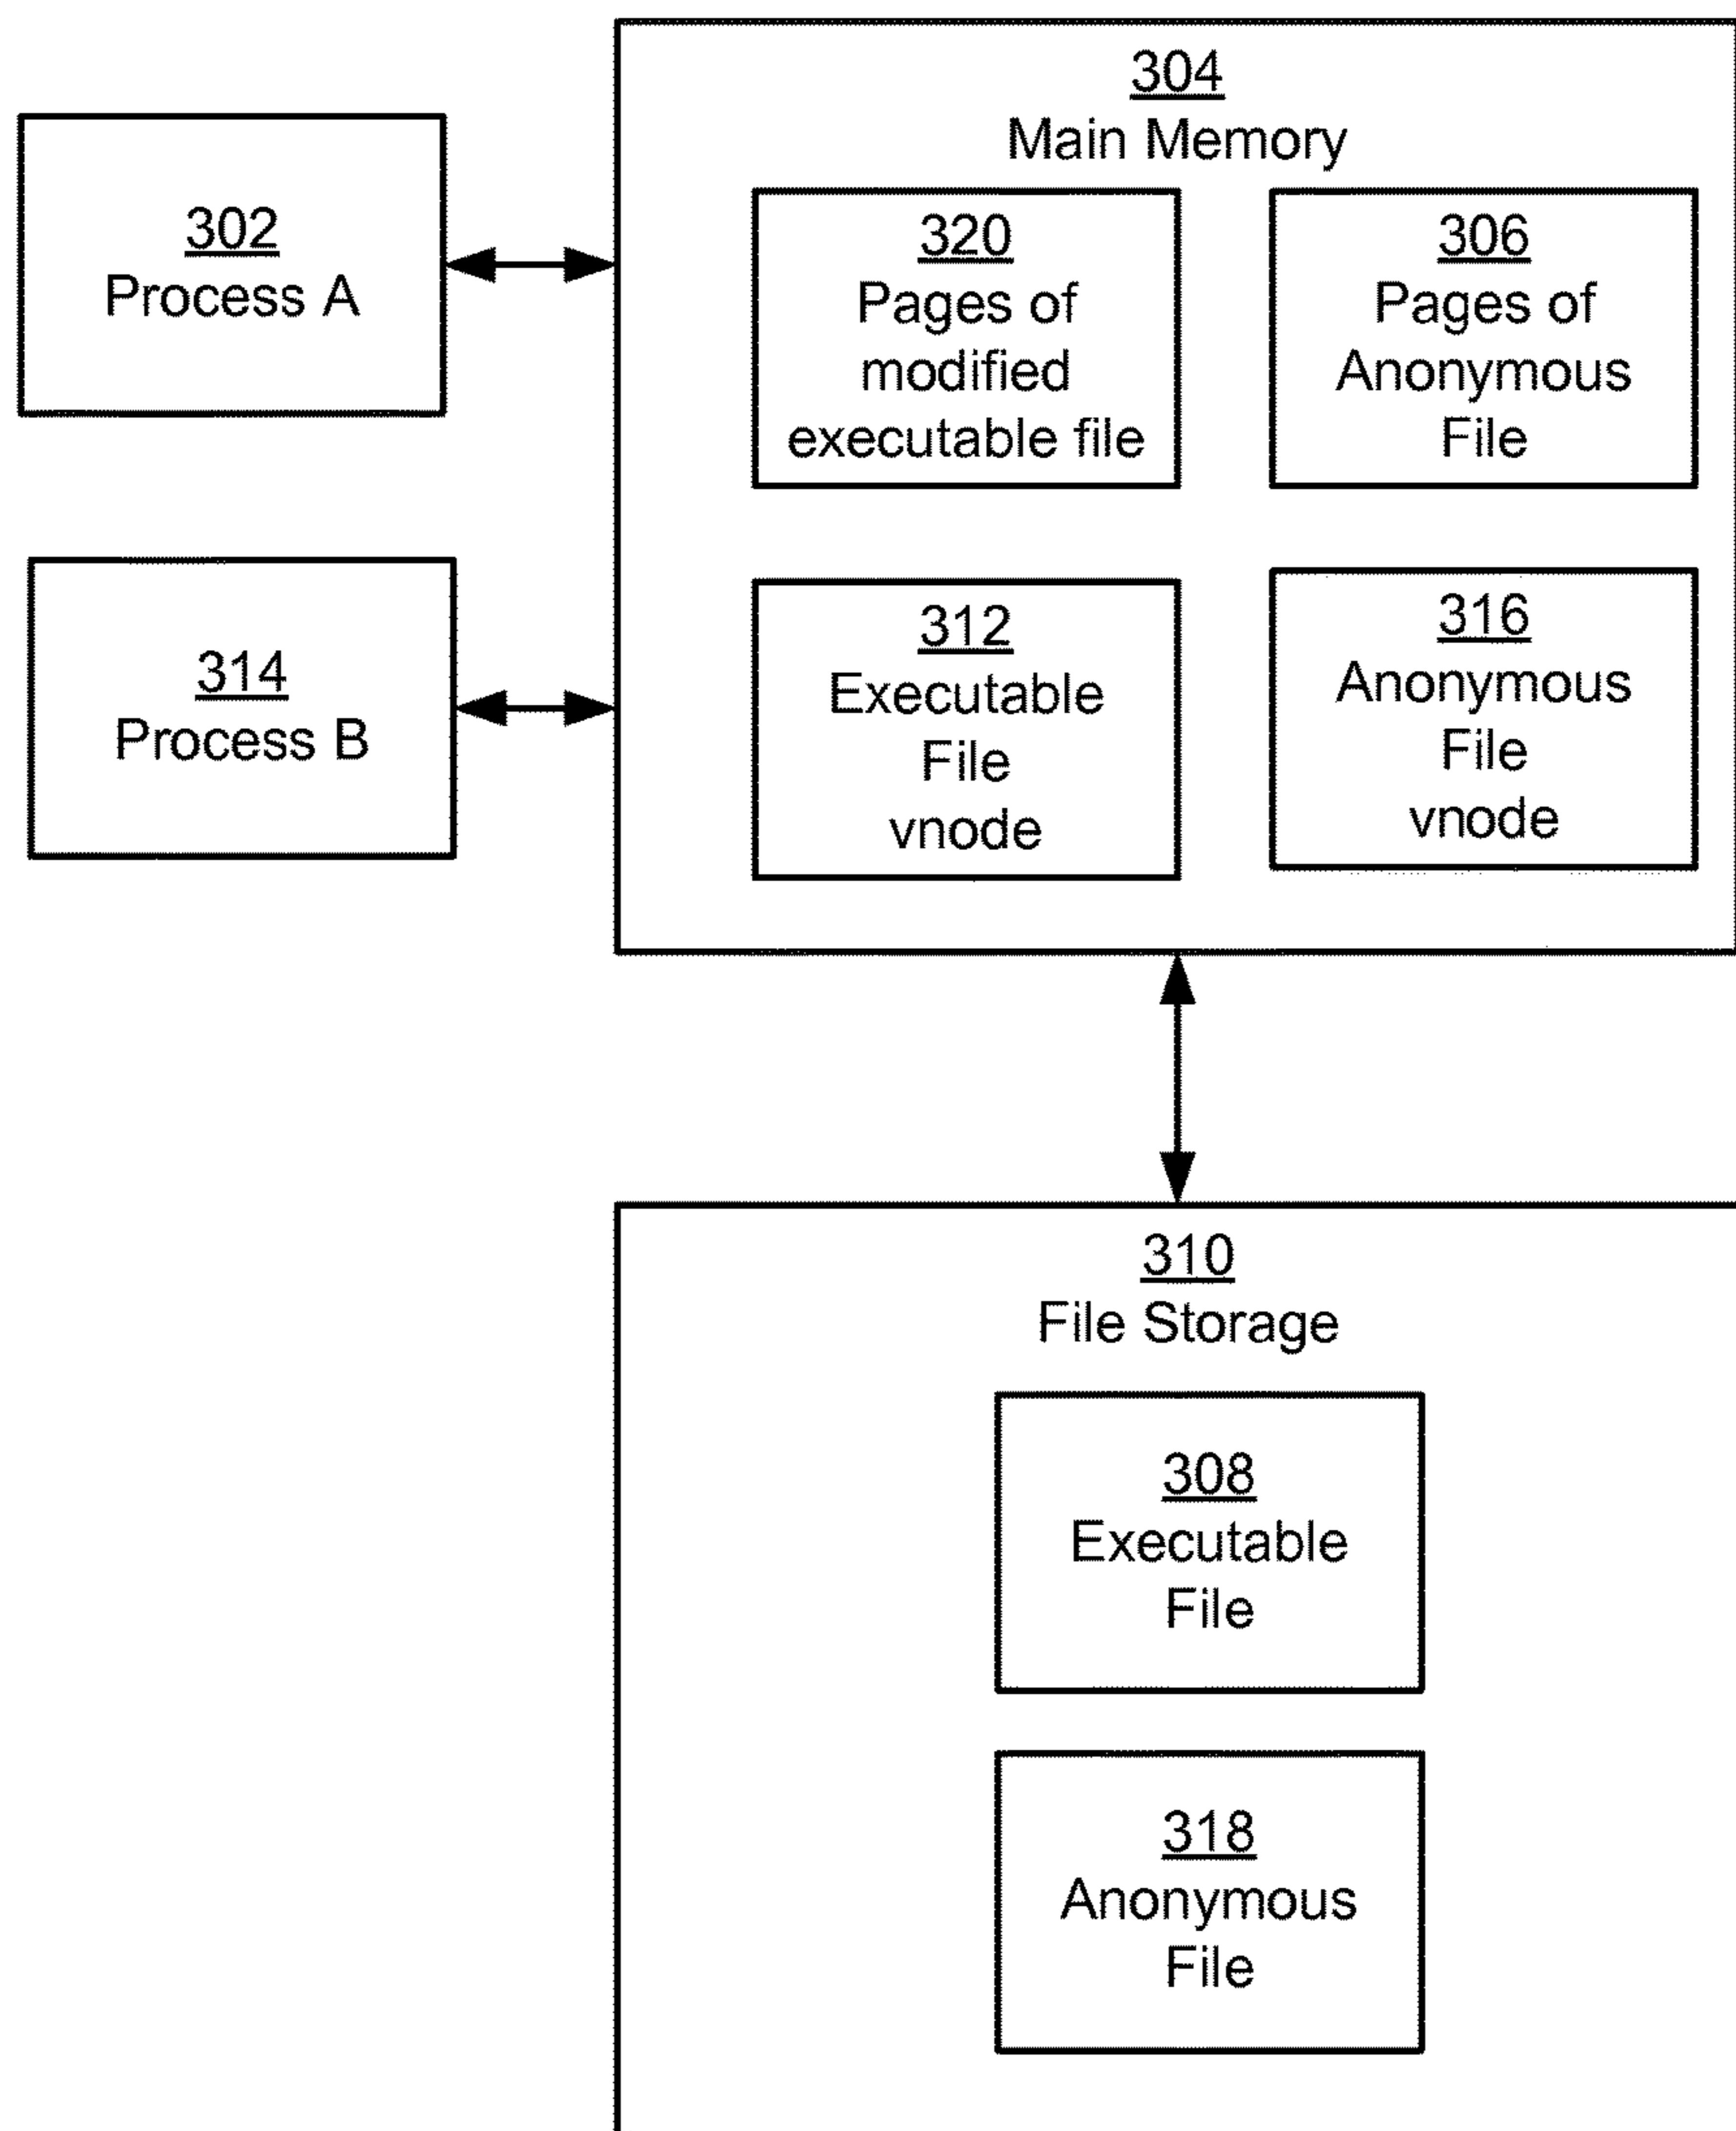 304
Main Memory
302
Process A
320
Pages of
modified
executable file
306
Pages of
Anonymous
File
314
Process B
312
Executable
File
vnode
316
Anonymous
File
vnode
310
File Storage
308
Executable
File
318
Anonymous
File